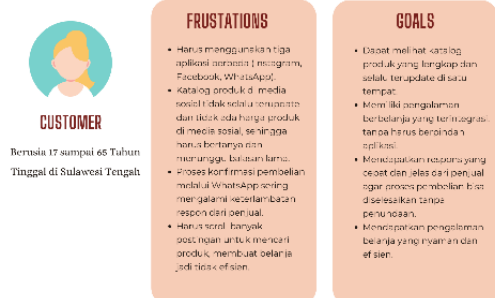 CUSTOMER
Berusia 17 sampai 65 Tahun
Tinggal di Sulawesi Tengah
FRUSTATIONS
• Harus menggunakan tiga
aplikasi berbeda (Instagram,
Facebook, WhatsApp).
• Katalog produk di media
sosial tidak selalu terupdate
dan tidak ada harga produk
di media sosial, sehingga
harus bertanya dan
menunggu balasan lama.
• Proses konfirmasi pembelian
melalui WhatsApp sering
mengalami keterlambatan
respon dari penjual.
• Harus scroll banyak
postingan untuk mencari
produk, membuat belanja
jadi tidak efisien.
GOALS
• Dapat melihat katalog
produk yang lengkap dan
selalu terupdate di satu
tempat.
• Memiliki pengalaman
berbelanja yang terintegrasi
tanpa harus berpindah
aplikasi.
• Mendapatkan respons yang
cepat dan jelas dari penjual
agar proses pembelian bisa
diselesaikan tanpa
penundaan.
• Mendapatkan pengalaman
belanja yang nyaman dan
efisien.